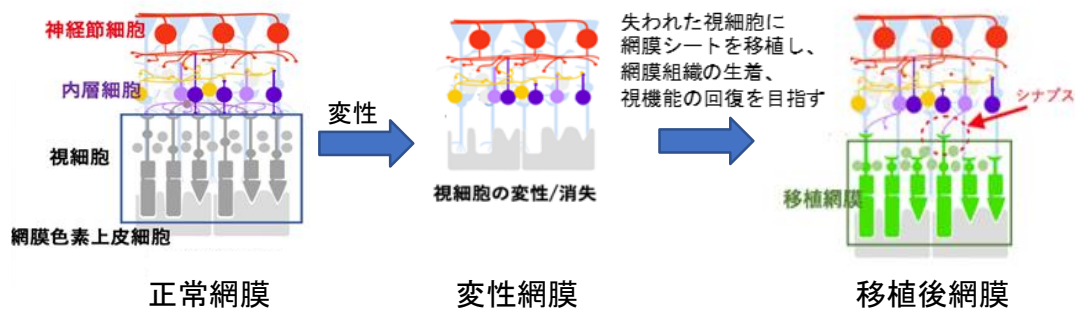 神経節細胞
内層細胞
視細胞
網膜色素上皮細胞
正常網膜
変性
視細胞の変性/消失
変性網膜
失われた視細胞に
網膜シートを移植し、
網膜組織の生着、
視機能の回復を目指す
シナプス
移植網膜
移植後網膜